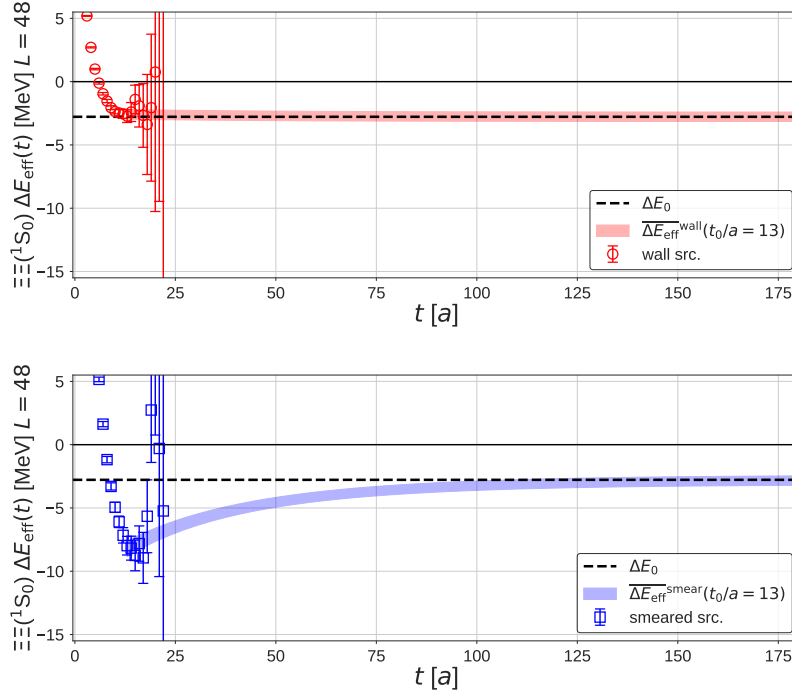 ΞΞ(¹S₀) ΔE_eff(t) [MeV] L = 48
5
0
−5
−10
−15
ΔE₀
\overline{ΔE_eff}^wall(t₀/a = 13)
wall src.
0 25 50 75 100 125 150 175
t [a]
ΞΞ(¹S₀) ΔE_eff(t) [MeV] L = 48
5
0
−5
−10
−15
ΔE₀
\overline{ΔE_eff}^smear(t₀/a = 13)
smeared src.
0 25 50 75 100 125 150 175
t [a]